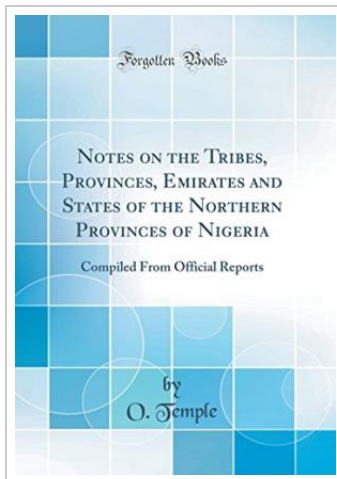 Forgotten Books
NOTES ON THE TRIBES,
PROVINCES, EMIRATES AND
STATES OF THE NORTHERN
PROVINCES OF NIGERIA
Compiled From Official Reports
by
O. Temple